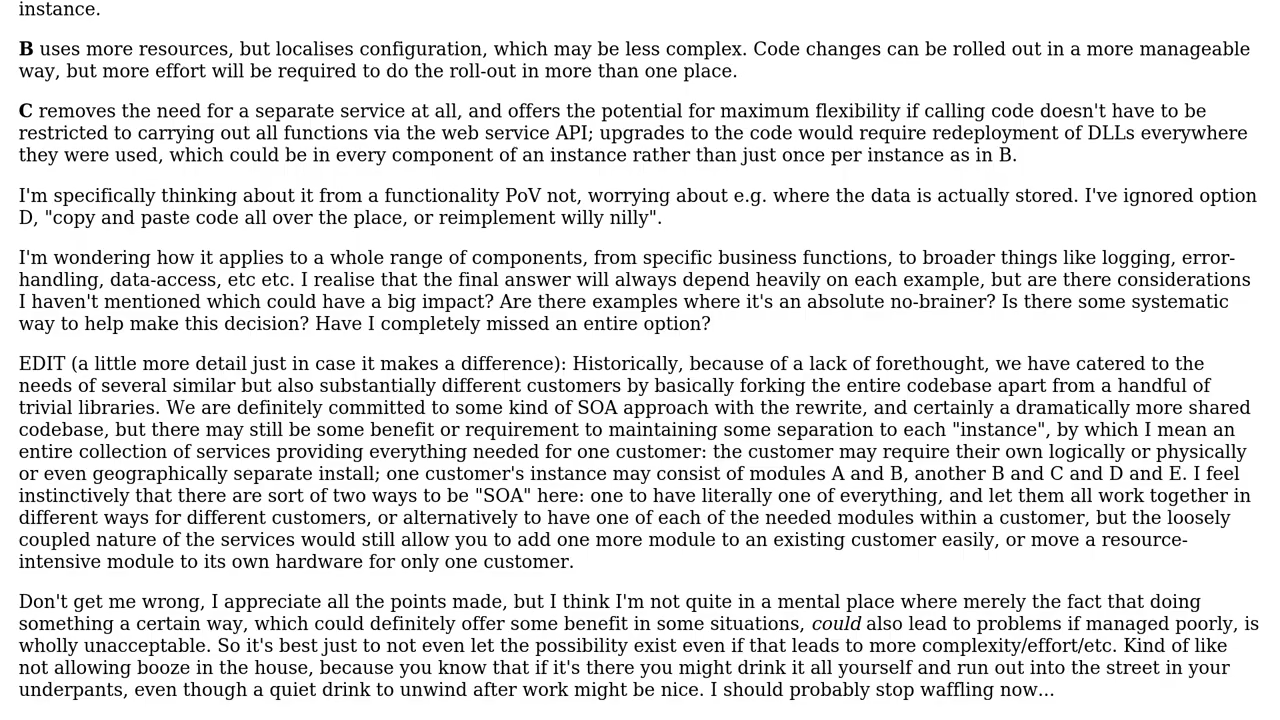 instance.
B uses more resources, but localises configuration, which may be less complex. Code changes can be rolled out in a more manageable
way, but more effort will be required to do the roll-out in more than one place.
C removes the need for a separate service at all, and offers the potential for maximum flexibility if calling code doesn't have to be
restricted to carrying out all functions via the web service API; upgrades to the code would require redeployment of DLLs everywhere
they were used, which could be in every component of an instance rather than just once per instance as in B.
I'm specifically thinking about it from a functionality PoV not, worrying about e.g. where the data is actually stored. I've ignored option
D, "copy and paste code all over the place, or reimplement willy nilly".
I'm wondering how it applies to a whole range of components, from specific business functions, to broader things like logging, error-
handling, data-access, etc etc. I realise that the final answer will always depend heavily on each example, but are there considerations
I haven't mentioned which could have a big impact? Are there examples where it's an absolute no-brainer? Is there some systematic
way to help make this decision? Have I completely missed an entire option?
EDIT (a little more detail just in case it makes a difference): Historically, because of a lack of forethought, we have catered to the
needs of several similar but also substantially different customers by basically forking the entire codebase apart from a handful of
trivial libraries. We are definitely committed to some kind of SOA approach with the rewrite, and certainly a dramatically more shared
codebase, but there may still be some benefit or requirement to maintaining some separation to each "instance", by which I mean an
entire collection of services providing everything needed for one customer: the customer may require their own logically or physically
or even geographically separate install; one customer's instance may consist of modules A and B, another B and C and D and E. I feel
instinctively that there are sort of two ways to be "SOA" here: one to have literally one of everything, and let them all work together in
different ways for different customers, or alternatively to have one of each of the needed modules within a customer, but the loosely
coupled nature of the services would still allow you to add one more module to an existing customer easily, or move a resource-
intensive module to its own hardware for only one customer.
Don't get me wrong, I appreciate all the points made, but I think I'm not quite in a mental place where merely the fact that doing
something a certain way, which could definitely offer some benefit in some situations, could also lead to problems if managed poorly, is
wholly unacceptable. So it's best just to not even let the possibility exist even if that leads to more complexity/effort/etc. Kind of like
not allowing booze in the house, because you know that if it's there you might drink it all yourself and run out into the street in your
underpants, even though a quiet drink to unwind after work might be nice. I should probably stop waffling now...